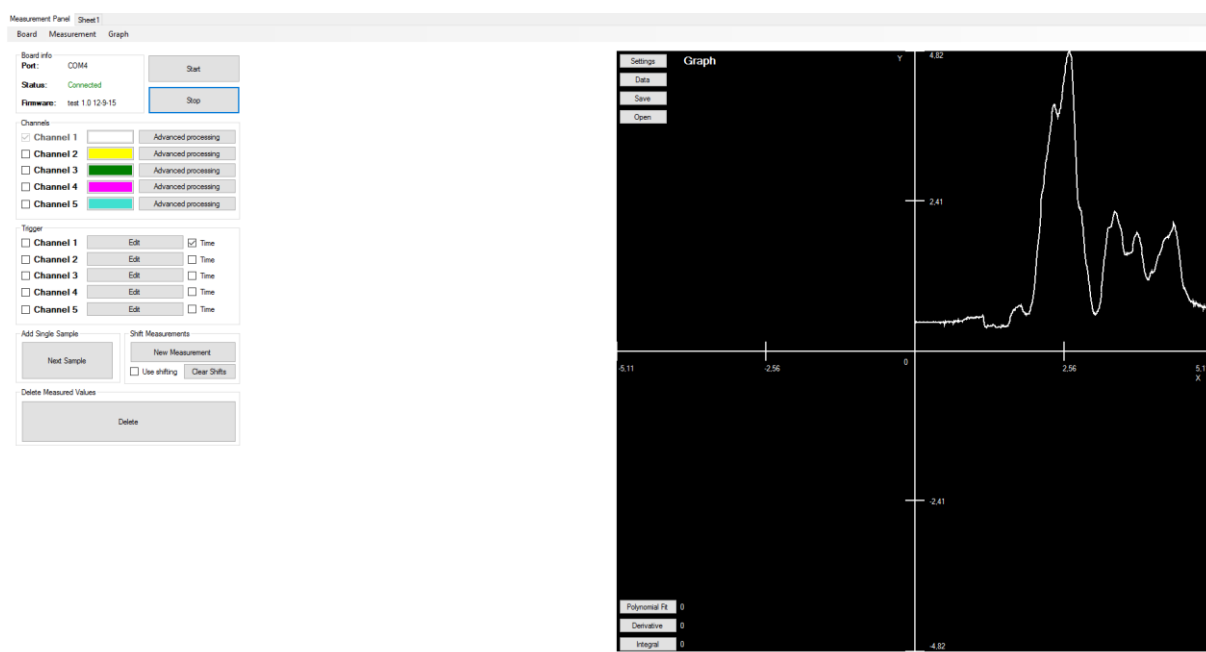 Measurement Panel Sheet1
Board Measurement Graph
Board info
Port: COM4
Status: Connected
Firmware: test 1.0 12-9-15
Start
Stop
Channels
Channel 1 Advanced processing
Channel 2 Advanced processing
Channel 3 Advanced processing
Channel 4 Advanced processing
Channel 5 Advanced processing
Trigger
Channel 1 Edit Time
Channel 2 Edit Time
Channel 3 Edit Time
Channel 4 Edit Time
Channel 5 Edit Time
Add Single Sample
Next Sample
Shift Measurements
New Measurement
Use shifting Clear Shifts
Delete Measured Values
Delete
Settings Graph
Data
Save
Open
Y 4,82
2,41
-5,11 -2,56 0 2,56 5,1
X
-2,41
-4,82
Polynomial Fit 0
Derivative 0
Integral 0